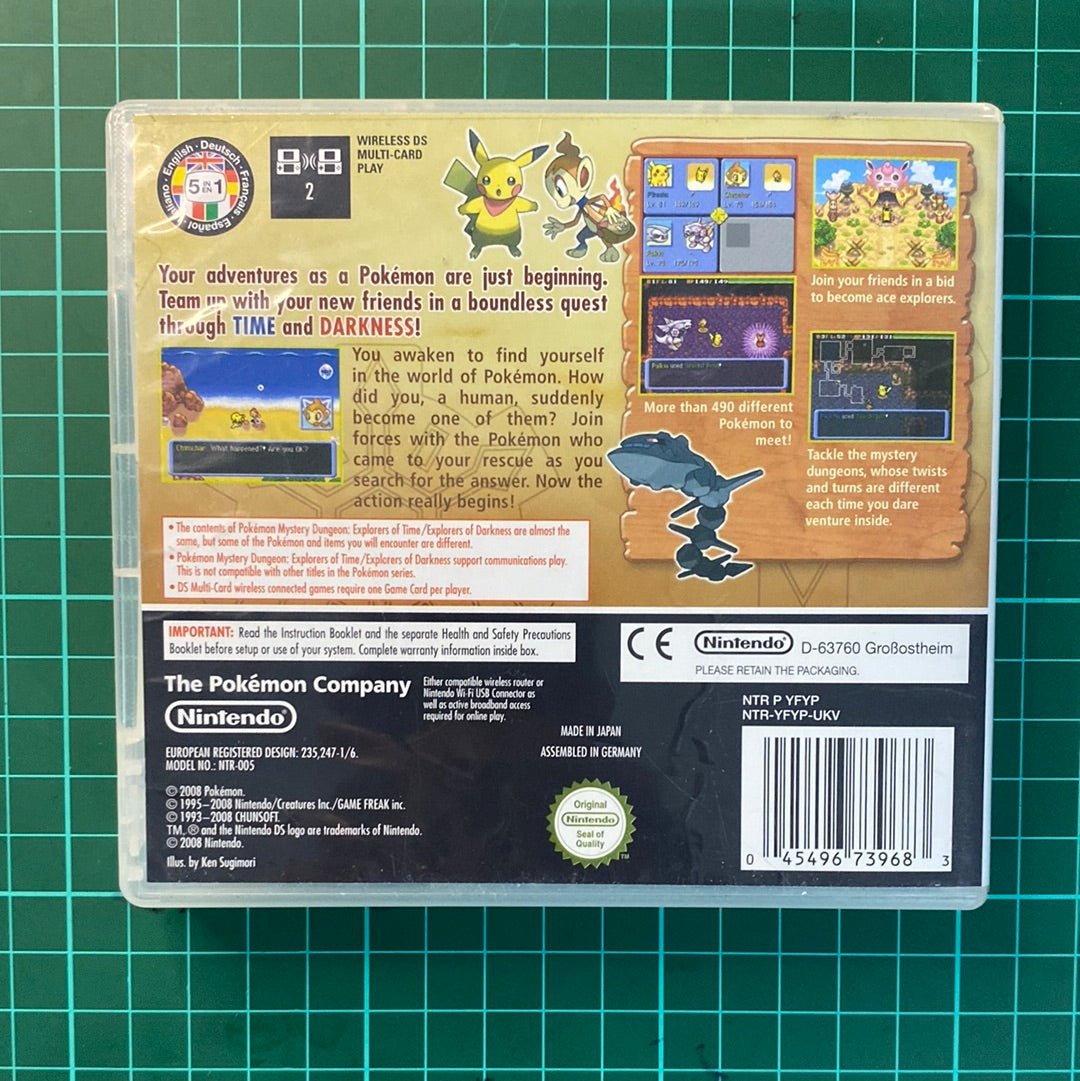 English · Deutsch · Français · Español · Italiano ·
5 IN EN 1
2
WIRELESS DS
MULTI-CARD
PLAY
Your adventures as a Pokémon are just beginning.
Team up with your new friends in a boundless quest
through TIME and DARKNESS!
Chimchar: What happened? Are you OK?
You awaken to find yourself
in the world of Pokémon. How
did you, a human, suddenly
become one of them? Join
forces with the Pokémon who
came to your rescue as you
search for the answer. Now the
action really begins!
Join your friends in a bid
to become ace explorers.
More than 490 different
Pokémon to
meet!
Tackle the mystery
dungeons, whose twists
and turns are different
each time you dare
venture inside.
• The contents of Pokémon Mystery Dungeon: Explorers of Time/Explorers of Darkness are almost the
same, but some of the Pokémon and items you will encounter are different.
• Pokémon Mystery Dungeon: Explorers of Time/Explorers of Darkness support communications play.
This is not compatible with other titles in the Pokémon series.
• DS Multi-Card wireless connected games require one Game Card per player.
IMPORTANT: Read the Instruction Booklet and the separate Health and Safety Precautions
Booklet before setup or use of your system. Complete warranty information inside box.
CE Nintendo® D-63760 Großostheim
PLEASE RETAIN THE PACKAGING.
The Pokémon Company
Nintendo®
Either compatible wireless router or
Nintendo Wi-Fi USB Connector as
well as active broadband access
required for online play.
NTR P YFYP
NTR-YFYP-UKV
MADE IN JAPAN
ASSEMBLED IN GERMANY
EUROPEAN REGISTERED DESIGN: 235,247-1/6.
MODEL NO.: NTR-005
© 2008 Pokémon.
© 1995–2008 Nintendo/Creatures Inc./GAME FREAK inc.
© 1993–2008 CHUNSOFT.
TM, ® and the Nintendo DS logo are trademarks of Nintendo.
© 2008 Nintendo.
Illus. by Ken Sugimori
Original
Nintendo®
Seal of
Quality
TM
0 45496 73968 3